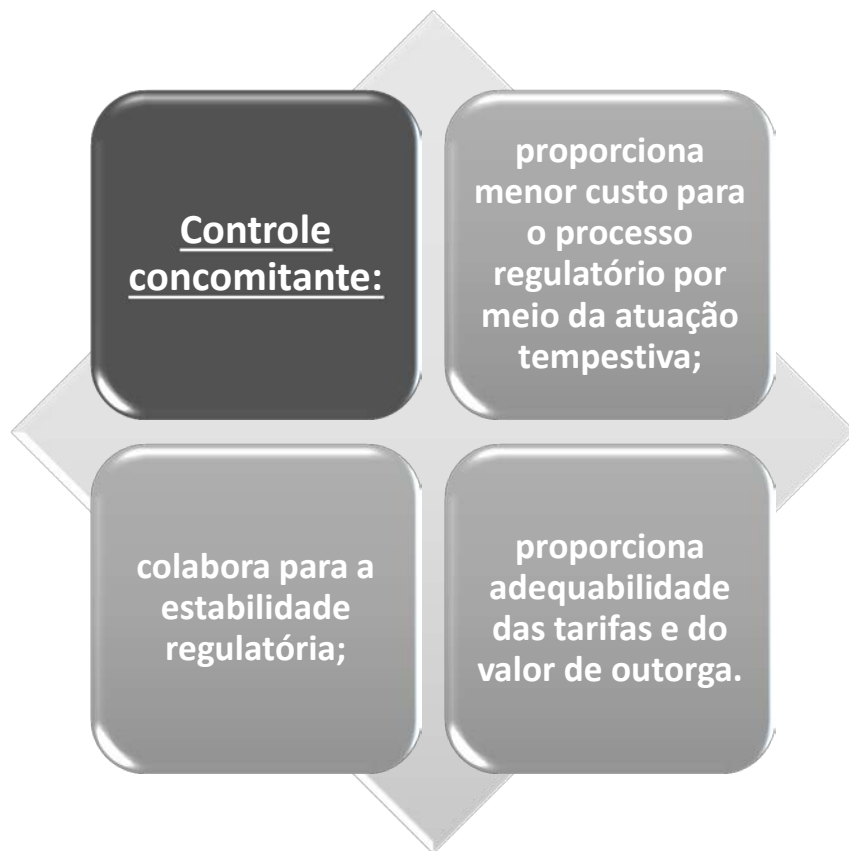 Controle
concomitante:
proporciona
menor custo para
o processo
regulatório por
meio da atuação
tempestiva;
colabora para a
estabilidade
regulatória;
proporciona
adequabilidade
das tarifas e do
valor de outorga.